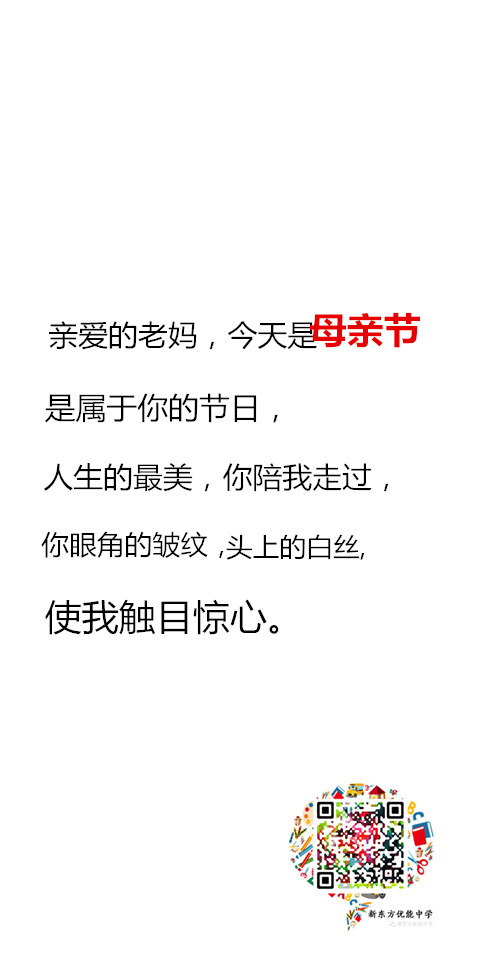 亲爱的老妈，今天是母亲节
是属于你的节日，
人生的最美，你陪我走过，
你眼角的皱纹，头上的白丝,
使我触目惊心。
新东方优能中学